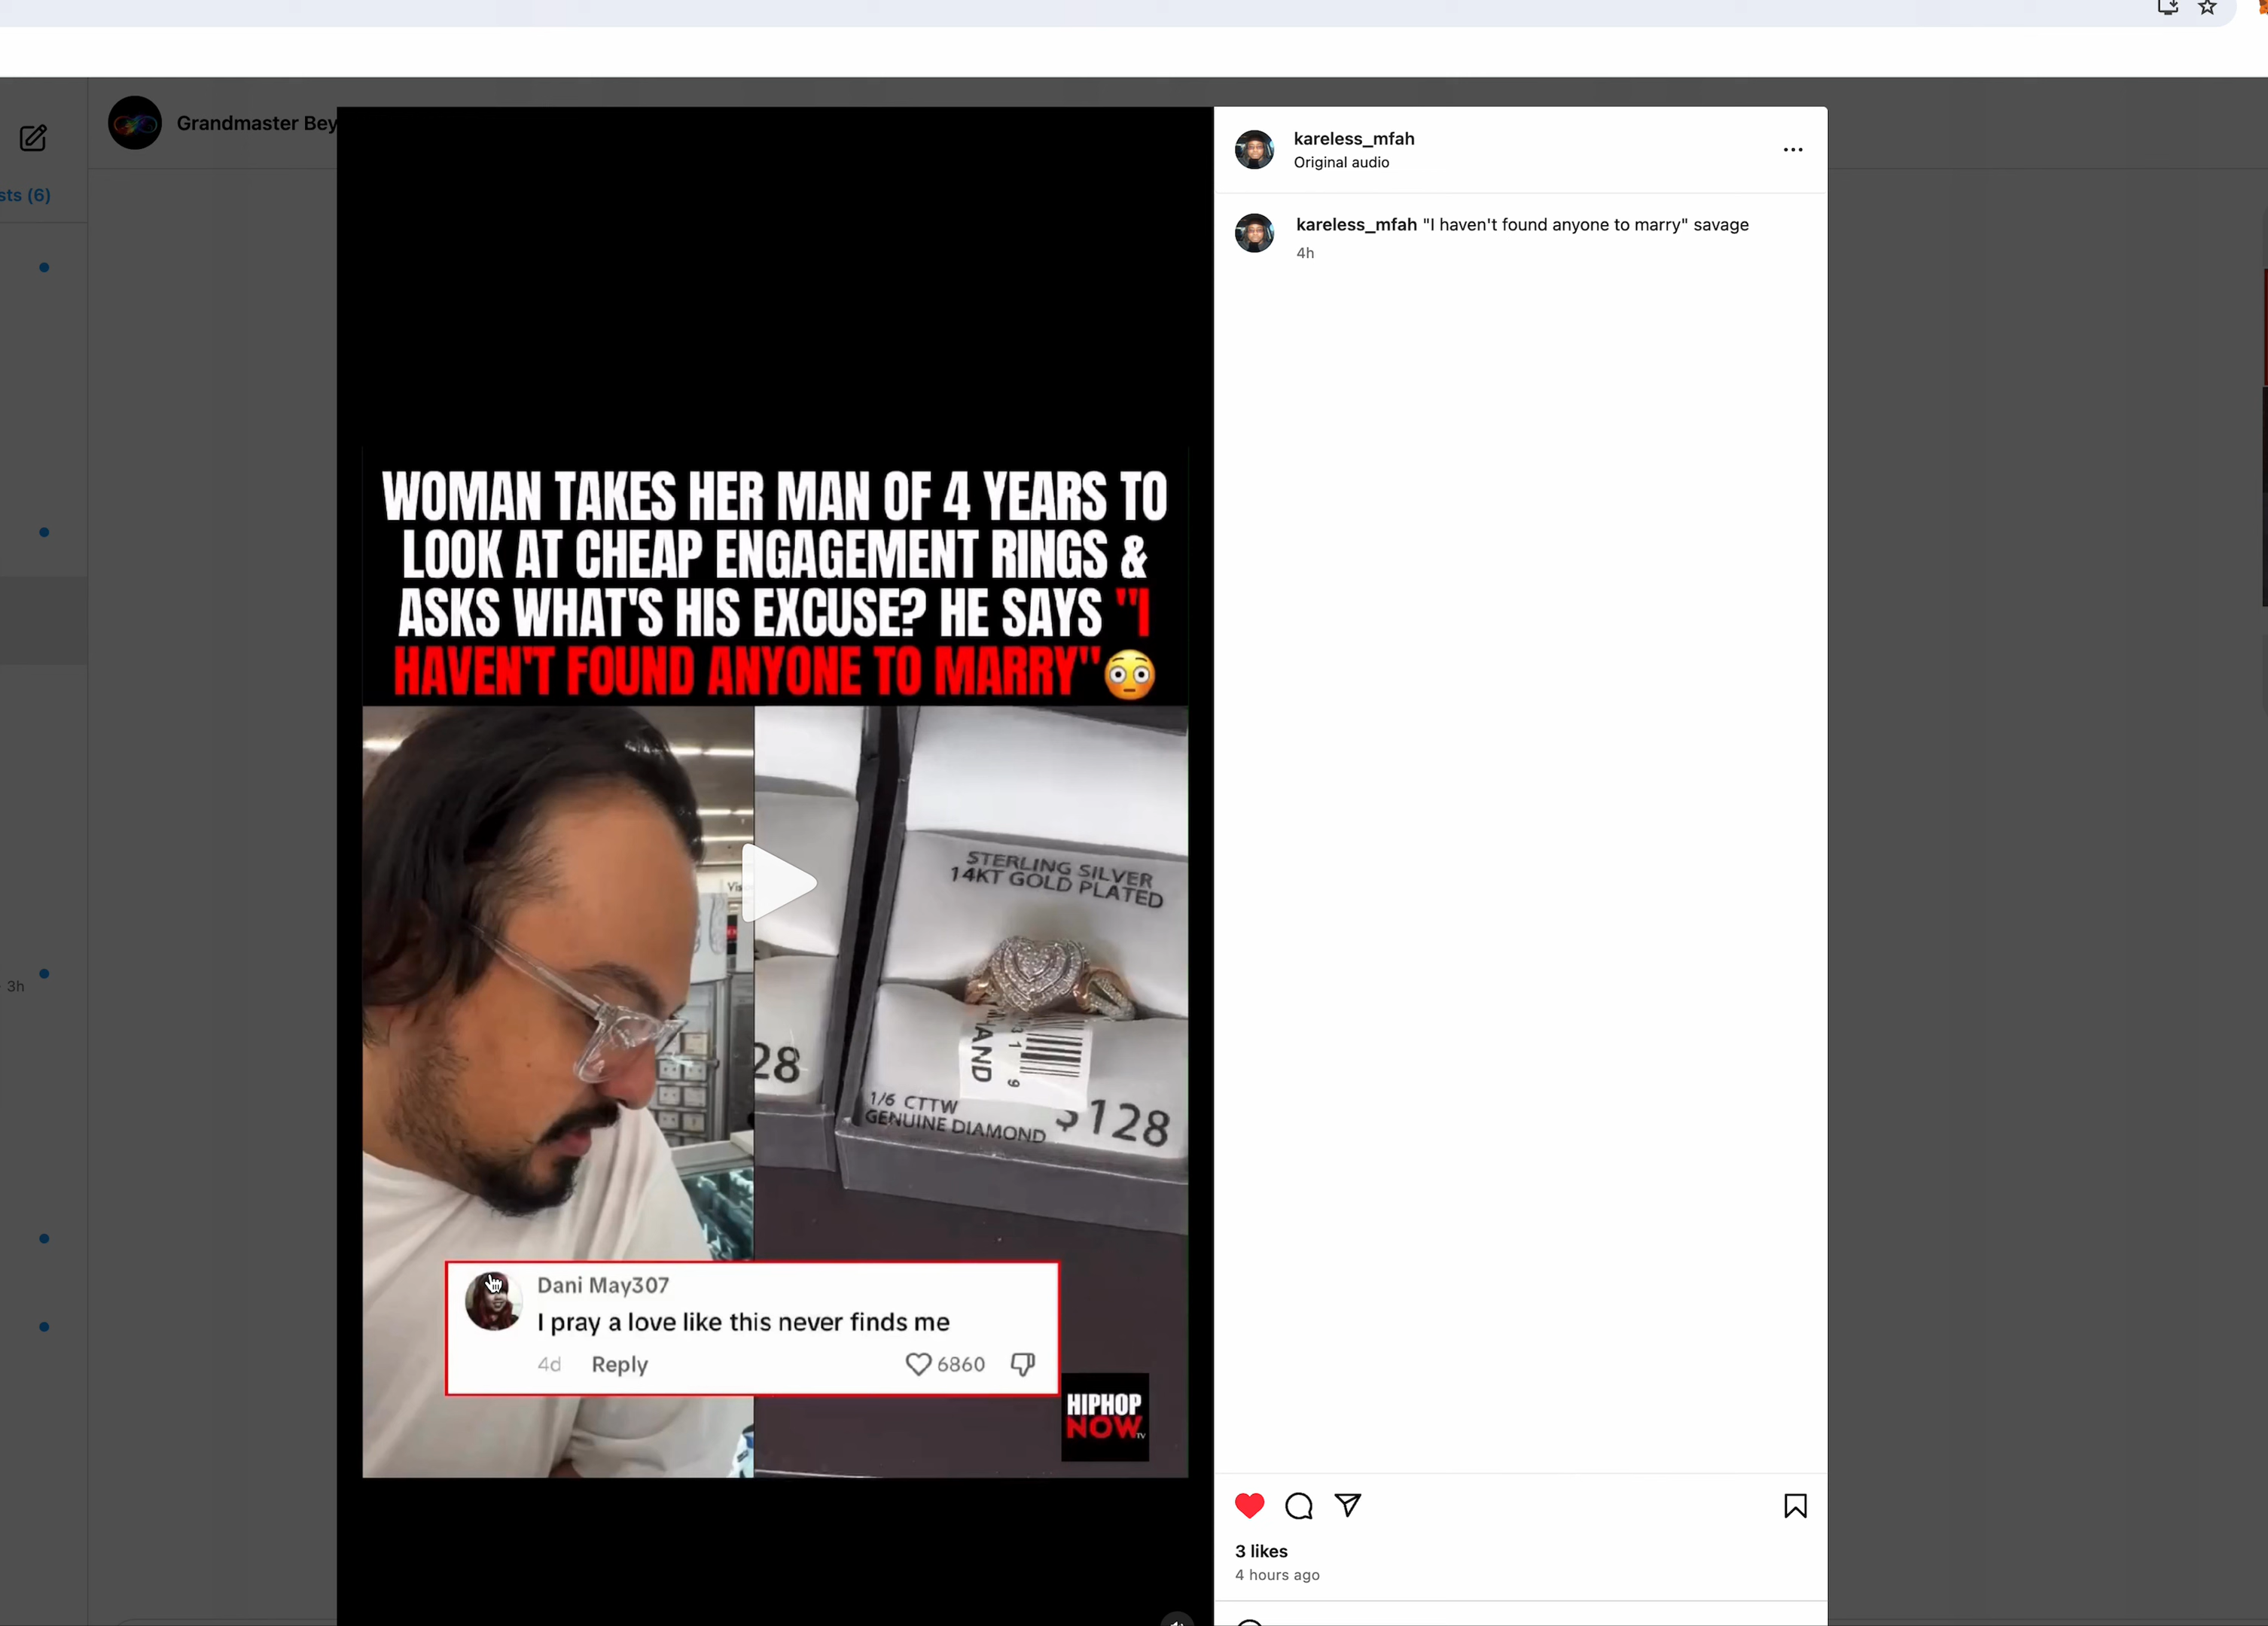 Grandmaster Bey
sts (6)
3h
WOMAN TAKES HER MAN OF 4 YEARS TO
LOOK AT CHEAP ENGAGEMENT RINGS &
ASKS WHAT'S HIS EXCUSE? HE SAYS "I
HAVEN'T FOUND ANYONE TO MARRY"😳
Vis
STERLING SILVER
14KT GOLD PLATED
28
AND
1/6 CTTW
GENUINE DIAMOND
$128
Dani May307
I pray a love like this never finds me
4d Reply 6860
HIPHOP
NOW TV
kareless_mfah
Original audio
kareless_mfah "I haven't found anyone to marry" savage
4h
3 likes
4 hours ago